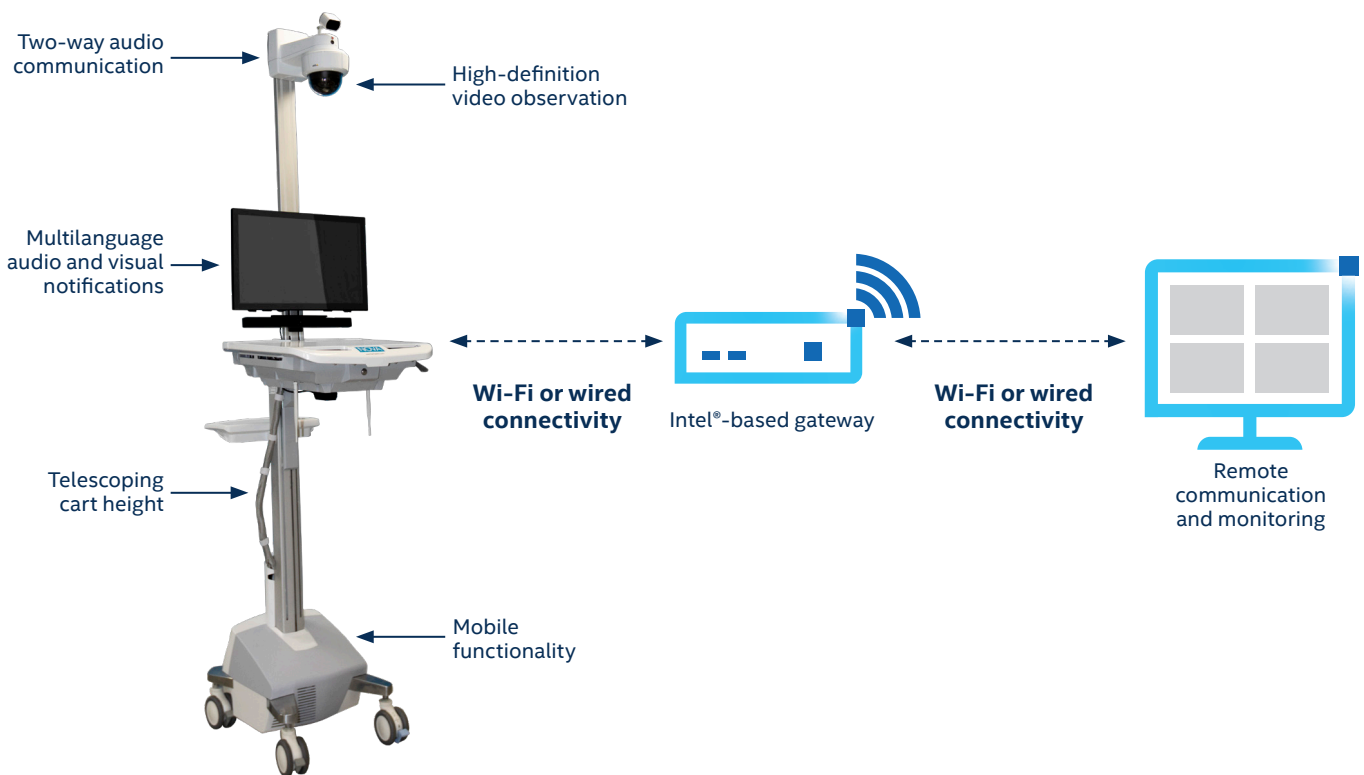 Two-way audio
communication
High-definition
video observation
Multilanguage
audio and visual
notifications
Wi-Fi or wired
connectivity
Intel®-based gateway
Wi-Fi or wired
connectivity
Remote
communication
and monitoring
Telescoping
cart height
Mobile
functionality